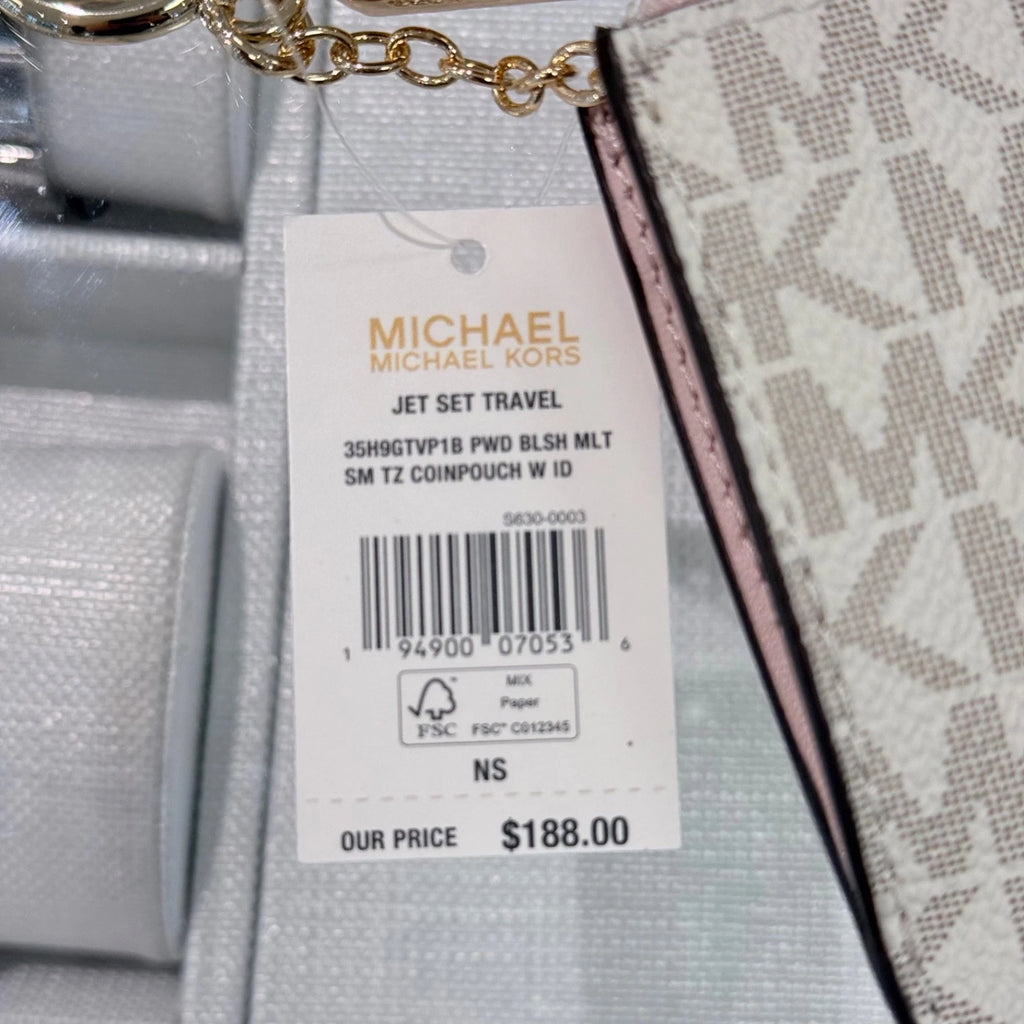 MICHAEL
MICHAEL KORS
JET SET TRAVEL
35H9GTVP1B PWD BLSH MLT
SM TZ COINPOUCH W ID
S630-0003
1 94900 07053 6
FSC™
MIX
Paper
FSC® C012345
NS
OUR PRICE $188.00